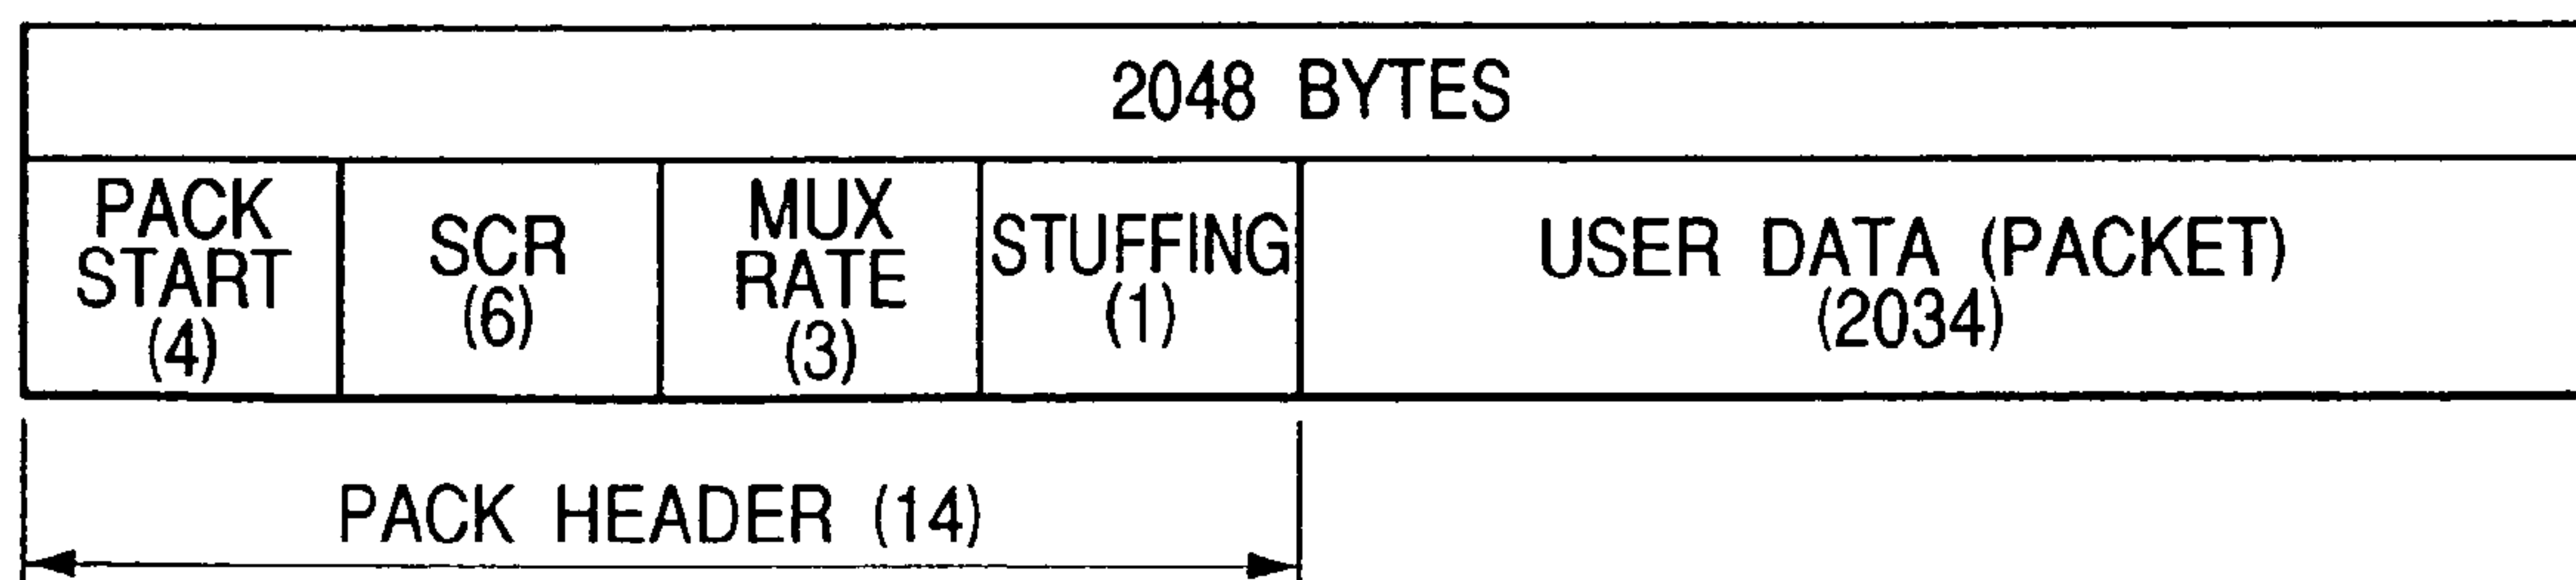 2048 BYTES
PACK
START
(4)
SCR
(6)
MUX
RATE
(3)
STUFFING
(1)
USER DATA (PACKET)
(2034)
PACK HEADER (14)